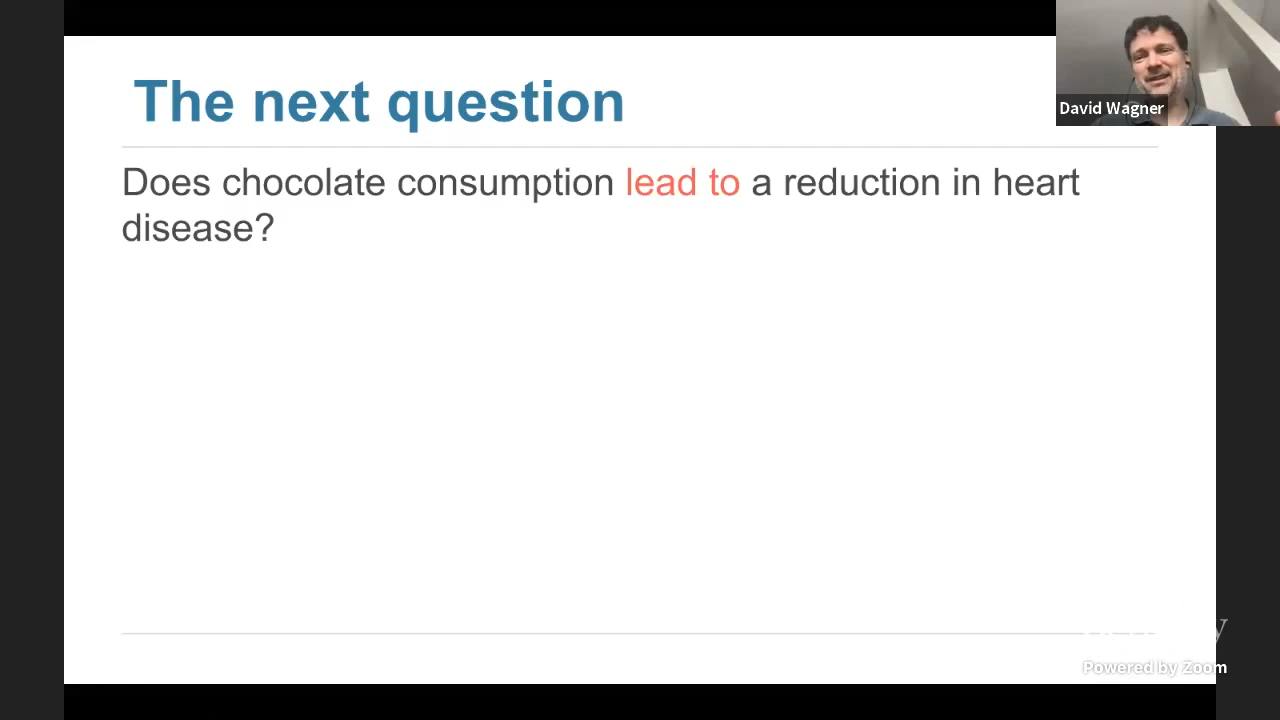 The next question
David Wagner
Does chocolate consumption lead to a reduction in heart
disease?
Powered by Zoom